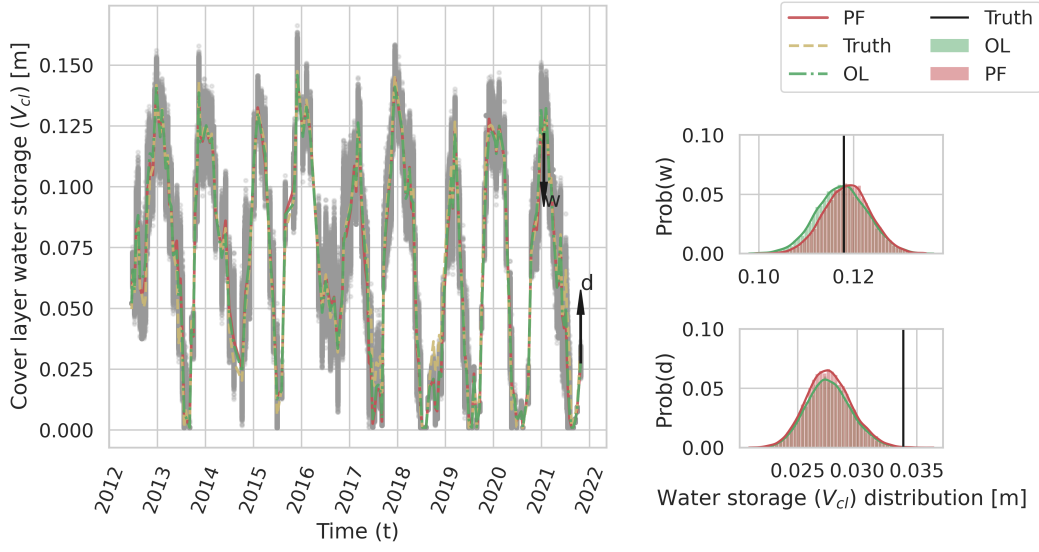 Cover layer water storage (V_cl) [m]
0.150
0.125
0.100
0.075
0.050
0.025
0.000
2012 2013 2014 2015 2016 2017 2018 2019 2020 2021 2022
Time (t)
PF
Truth
OL
w
d
Truth
OL
PF
Prob(w)
0.10
0.05
0.00
0.10 0.12
Prob(d)
0.10
0.05
0.00
0.025 0.030 0.035
Water storage (V_cl) distribution [m]